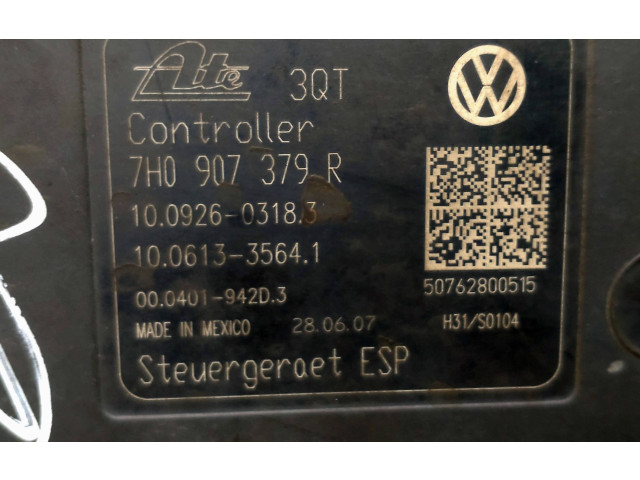 Ate 3QT
Controller
7H0 907 379 R
10.0926-0318.3
10.0613-3564.1
00.0401-942D.3
50762800515
MADE IN MEXICO 28.06.07 H31/S0104
Steuergeraet ESP